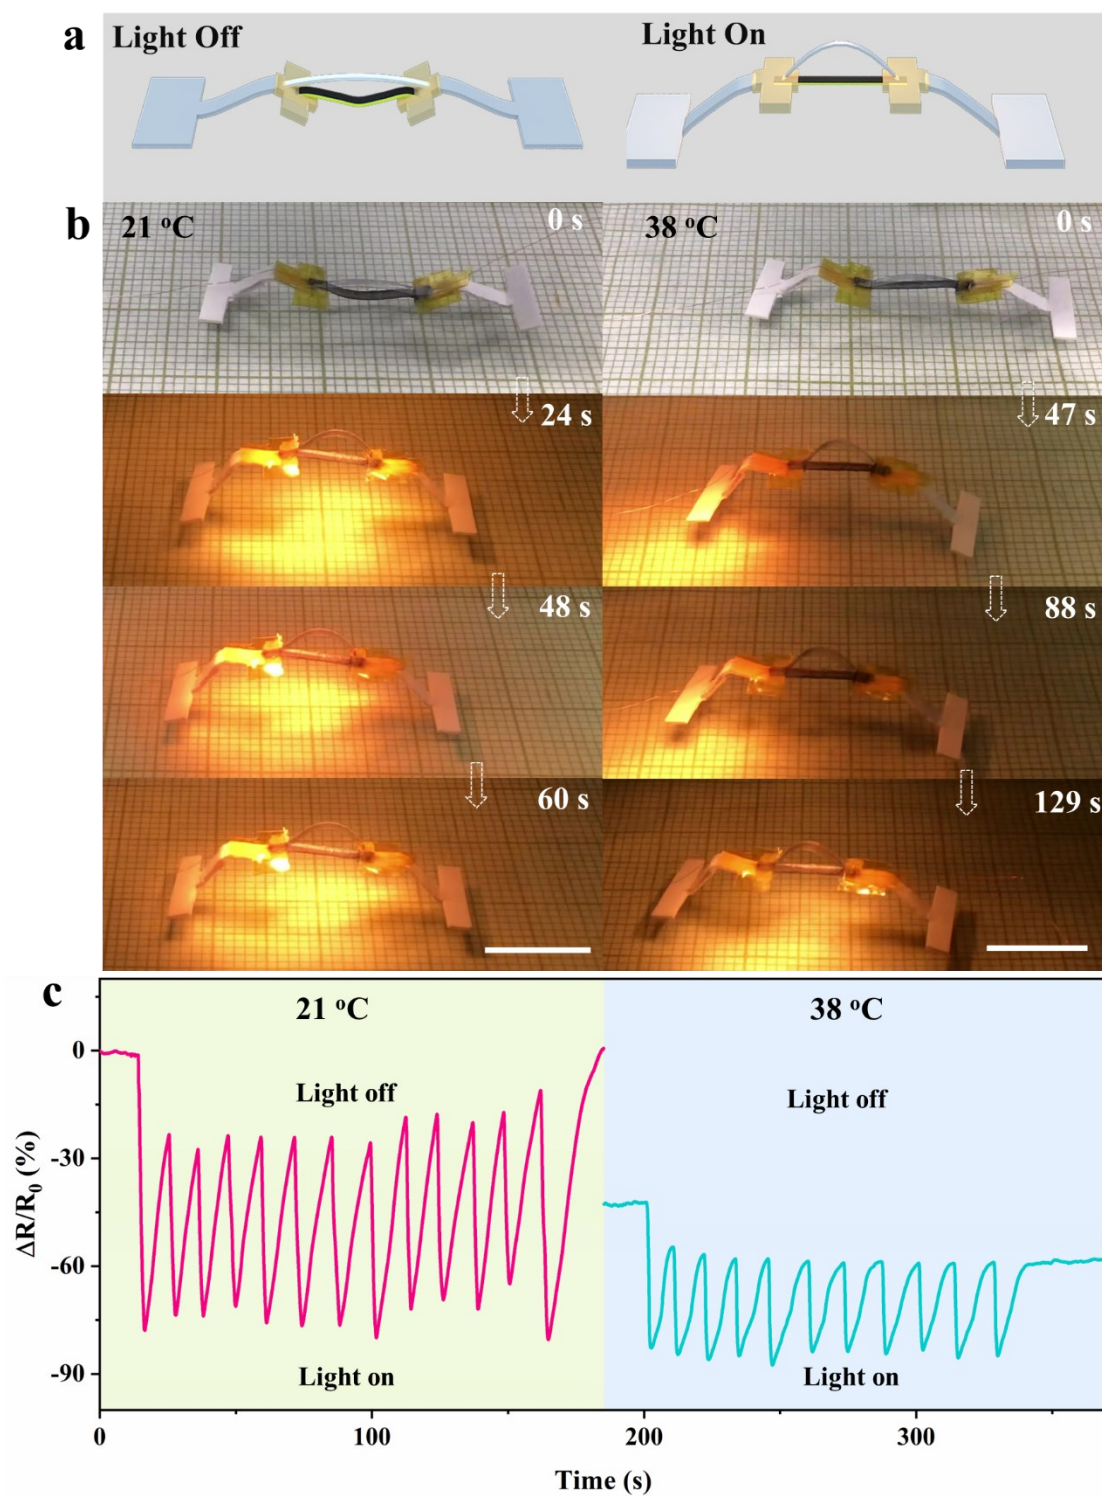 a
Light Off
Light On
b
21 °C
0 s
38 °C
0 s
24 s
47 s
48 s
88 s
60 s
129 s
c
21 °C
38 °C
0
Light off
Light off
-30
ΔR/R₀ (%)
-60
-90
Light on
Light on
0
100
200
300
Time (s)